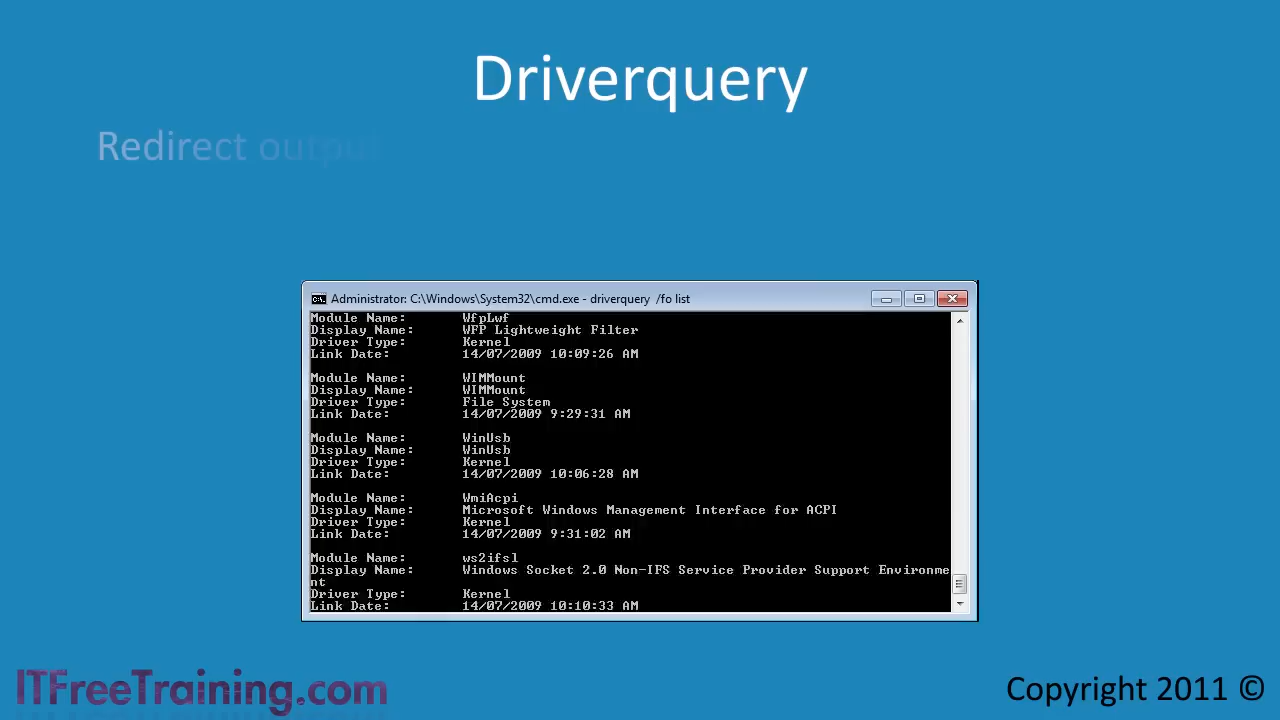 Driverquery
Redirect output
Administrator: C:\Windows\System32\cmd.exe - driverquery  /fo list
Module Name: WfpLwf
Display Name: WFP Lightweight Filter
Driver Type: Kernel
Link Date: 14/07/2009 10:09:26 AM
Module Name: WIMMount
Display Name: WIMMount
Driver Type: File System
Link Date: 14/07/2009 9:29:31 AM
Module Name: WinUsb
Display Name: WinUsb
Driver Type: Kernel
Link Date: 14/07/2009 10:06:28 AM
Module Name: WmiAcpi
Display Name: Microsoft Windows Management Interface for ACPI
Driver Type: Kernel
Link Date: 14/07/2009 9:31:02 AM
Module Name: ws2ifsl
Display Name: Windows Socket 2.0 Non-IFS Service Provider Support Environme
nt
Driver Type: Kernel
Link Date: 14/07/2009 10:10:33 AM
ITFreeTraining.com
Copyright 2011 ©